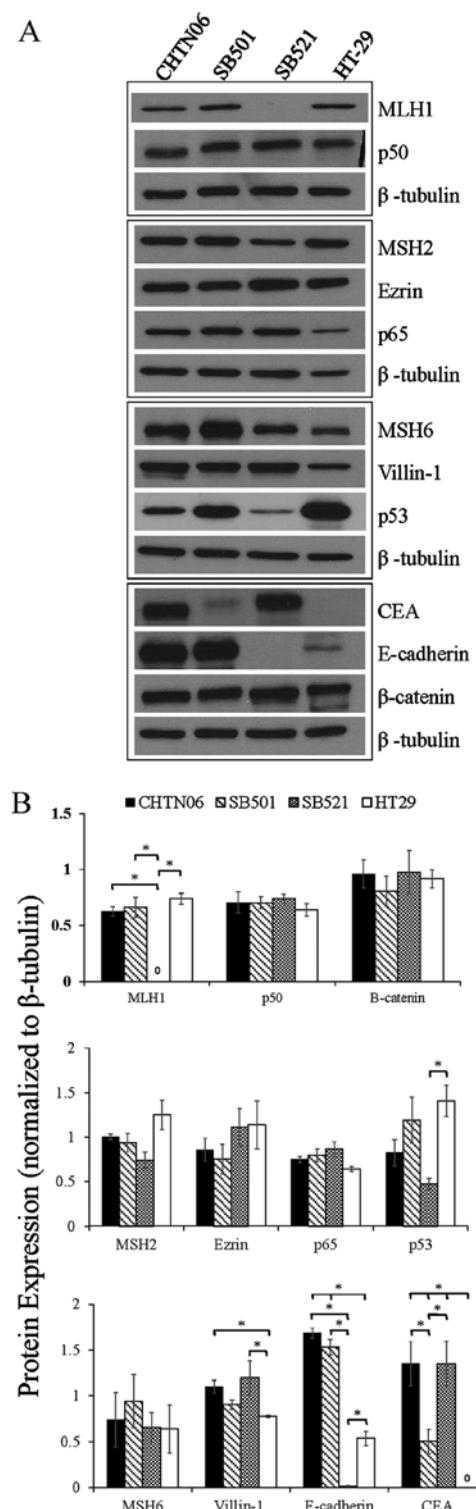 A
CHTN06 SB501 SB521 HT-29
MLH1
p50
β -tubulin
MSH2
Ezrin
p65
β -tubulin
MSH6
Villin-1
p53
β -tubulin
CEA
E-cadherin
β-catenin
β -tubulin
B
CHTN06 SB501 SB521 HT29
Protein Expression (normalized to β-tubulin)
1.5
1
0.5
0
* * *
0
MLH1 p50 B-catenin
2
1.5
1
0.5
0
*
MSH2 Ezrin p65 p53
2
1.5
1
0.5
0
* * * * * * * * * *
0
MSH6 Villin-1 E-cadherin CEA